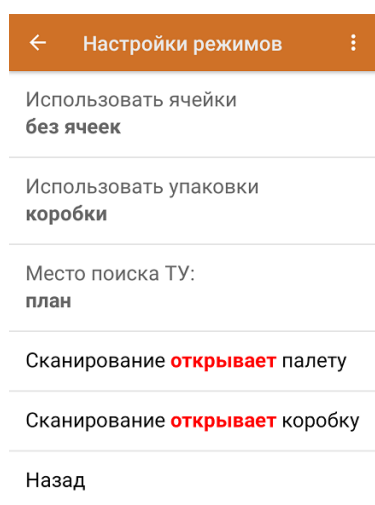 Настройки режимов
Использовать ячейки
без ячеек
Использовать упаковки
коробки
Место поиска ТУ:
план
Сканирование открывает палету
Сканирование открывает коробку
Назад